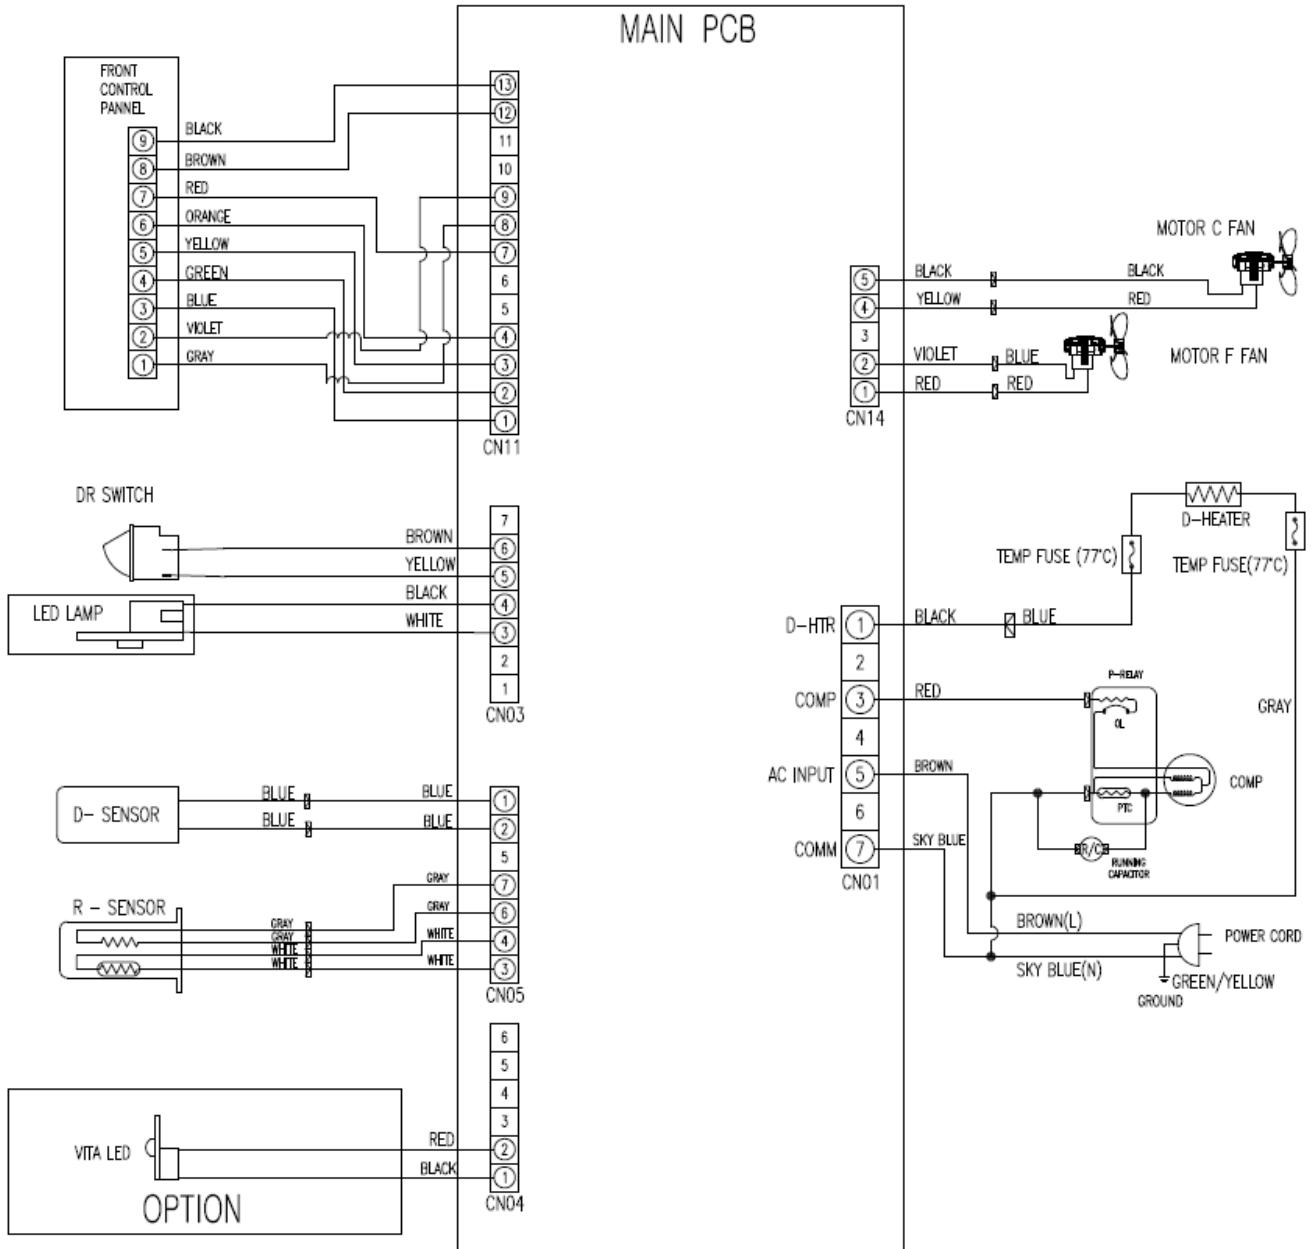 MAIN PCB
FRONT
CONTROL
PANNEL
9 BLACK
8 BROWN
7 RED
6 ORANGE
5 YELLOW
4 GREEN
3 BLUE
2 VIOLET
1 GRAY
13
12
11
10
9
8
7
6
5
4
3
2
1
CN11
DR SWITCH
LED LAMP
BROWN
YELLOW
BLACK
WHITE
7
6
5
4
3
2
1
CN03
D- SENSOR
BLUE BLUE
BLUE BLUE
R - SENSOR
GRAY
GRAY
WHITE
WHITE
GRAY
GRAY
WHITE
WHITE
1
2
5
7
6
4
3
CN05
VITA LED
OPTION
RED
BLACK
6
5
4
3
2
1
CN04
MOTOR C FAN
5 BLACK BLACK
4 YELLOW RED
3
MOTOR F FAN
2 VIOLET BLUE
1 RED RED
CN14
D-HEATER
TEMP FUSE (77°C)
TEMP FUSE(77°C)
D-HTR 1 BLACK BLUE
2
P-RELAY
COMP 3 RED
OL
GRAY
4
AC INPUT 5 BROWN
COMP
PTC
6
COMM 7 SKY BLUE
R/C
RUNNING
CAPACITOR
CN01
BROWN(L)
POWER CORD
SKY BLUE(N)
GREEN/YELLOW
GROUND